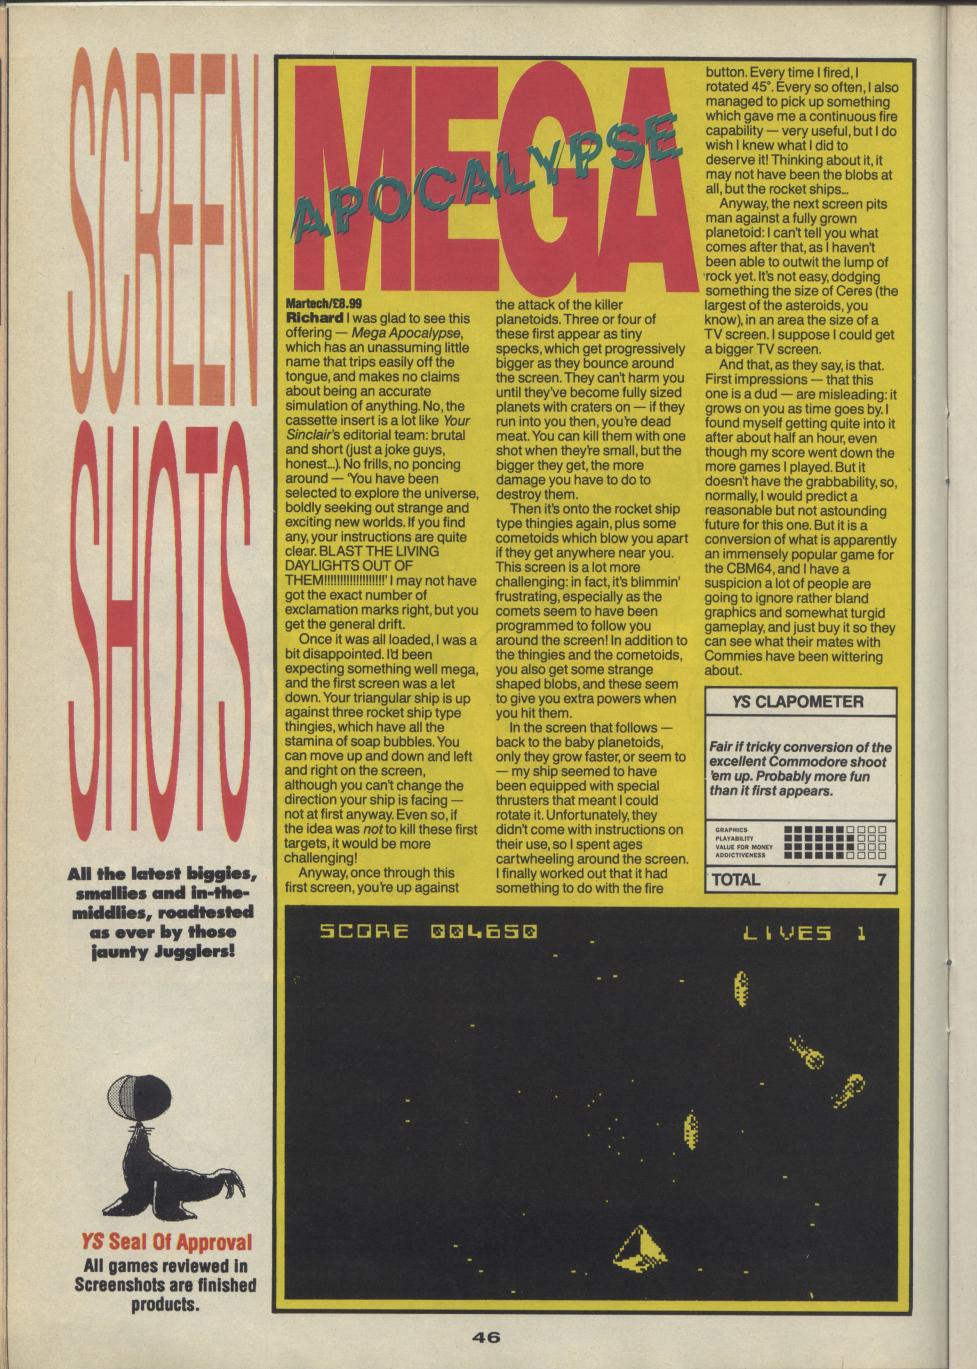 SCREEN
SHOTS
All the latest biggies,
smallies and in-the-
middlies, roadtested
as ever by those
jaunty Jugglers!
YS Seal Of Approval
All games reviewed in
Screenshots are finished
products.
MEGA
APOCALYPSE
Martech/£8.99
Richard I was glad to see this
offering — Mega Apocalypse,
which has an unassuming little
name that trips easily off the
tongue, and makes no claims
about being an accurate
simulation of anything. No, the
cassette insert is a lot like Your
Sinclair's editorial team: brutal
and short (just a joke guys,
honest...). No frills, no poncing
around — 'You have been
selected to explore the universe,
boldly seeking out strange and
exciting new worlds. If you find
any, your instructions are quite
clear. BLAST THE LIVING
DAYLIGHTS OUT OF
THEM!!!!!!!!!!!!!!!!!!!!' I may not have
got the exact number of
exclamation marks right, but you
get the general drift.
Once it was all loaded, I was a
bit disappointed. I'd been
expecting something well mega,
and the first screen was a let
down. Your triangular ship is up
against three rocket ship type
thingies, which have all the
stamina of soap bubbles. You
can move up and down and left
and right on the screen,
although you can't change the
direction your ship is facing —
not at first anyway. Even so, if
the idea was not to kill these first
targets, it would be more
challenging!
Anyway, once through this
first screen, you're up against
the attack of the killer
planetoids. Three or four of
these first appear as tiny
specks, which get progressively
bigger as they bounce around
the screen. They can't harm you
until they've become fully sized
planets with craters on — if they
run into you then, you're dead
meat. You can kill them with one
shot when they're small, but the
bigger they get, the more
damage you have to do to
destroy them.
Then it's onto the rocket ship
type thingies again, plus some
cometoids which blow you apart
if they get anywhere near you.
This screen is a lot more
challenging: in fact, it's blimmin'
frustrating, especially as the
comets seem to have been
programmed to follow you
around the screen! In addition to
the thingies and the cometoids,
you also get some strange
shaped blobs, and these seem
to give you extra powers when
you hit them.
In the screen that follows —
back to the baby planetoids,
only they grow faster, or seem to
— my ship seemed to have
been equipped with special
thrusters that meant I could
rotate it. Unfortunately, they
didn't come with instructions on
their use, so I spent ages
cartwheeling around the screen.
I finally worked out that it had
something to do with the fire
button. Every time I fired, I
rotated 45°. Every so often, I also
managed to pick up something
which gave me a continuous fire
capability — very useful, but I do
wish I knew what I did to
deserve it! Thinking about it, it
may not have been the blobs at
all, but the rocket ships...
Anyway, the next screen pits
man against a fully grown
planetoid: I can't tell you what
comes after that, as I haven't
been able to outwit the lump of
rock yet. It's not easy, dodging
something the size of Ceres (the
largest of the asteroids, you
know), in an area the size of a
TV screen. I suppose I could get
a bigger TV screen.
And that, as they say, is that.
First impressions — that this
one is a dud — are misleading: it
grows on you as time goes by. I
found myself getting quite into it
after about half an hour, even
though my score went down the
more games I played. But it
doesn't have the grabbability, so,
normally, I would predict a
reasonable but not astounding
future for this one. But it is a
conversion of what is apparently
an immensely popular game for
the CBM64, and I have a
suspicion a lot of people are
going to ignore rather bland
graphics and somewhat turgid
gameplay, and just buy it so they
can see what their mates with
Commies have been wittering
about.
YS CLAPOMETER
Fair if tricky conversion of the
excellent Commodore shoot
'em up. Probably more fun
than it first appears.
GRAPHICS
PLAYABILITY
VALUE FOR MONEY
ADDICTIVENESS
TOTAL 7
SCORE 004650 LIVES 1
46